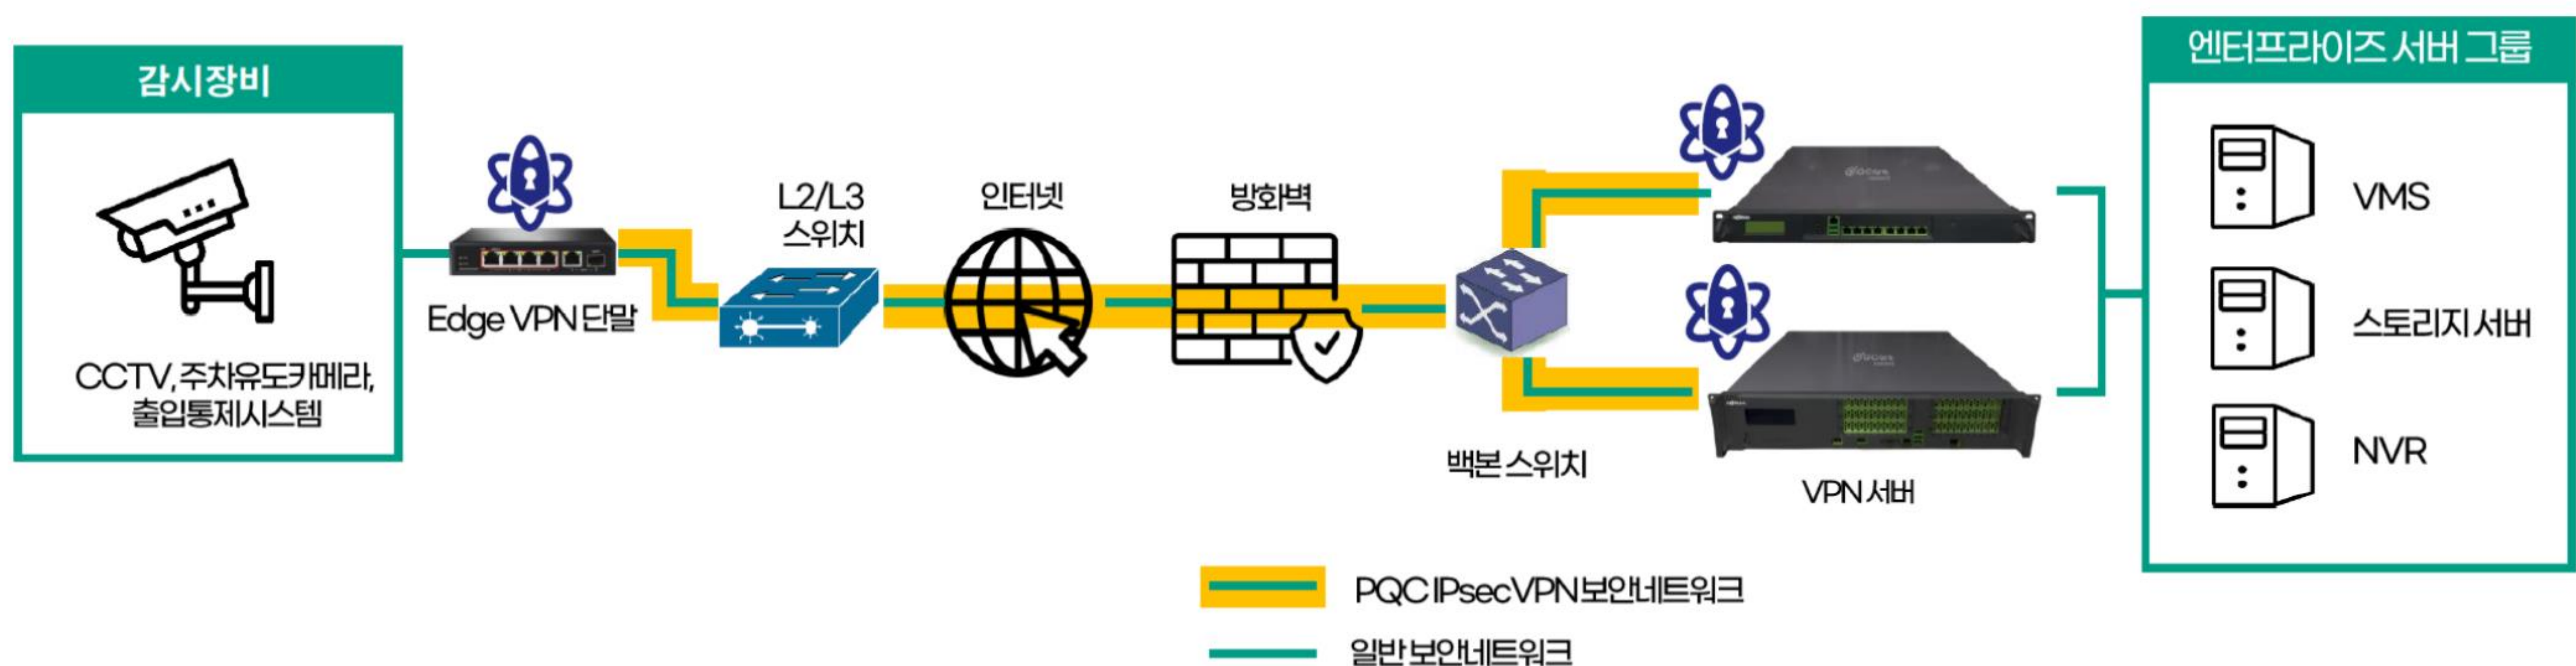 감시장비
CCTV, 주차유도카메라,
출입통제시스템
Edge VPN 단말
L2/L3
스위치
인터넷
방화벽
백본 스위치
VPN 서버
엔터프라이즈 서버 그룹
VMS
스토리지 서버
NVR
PQC IPsec VPN 보안네트워크
일반 보안네트워크